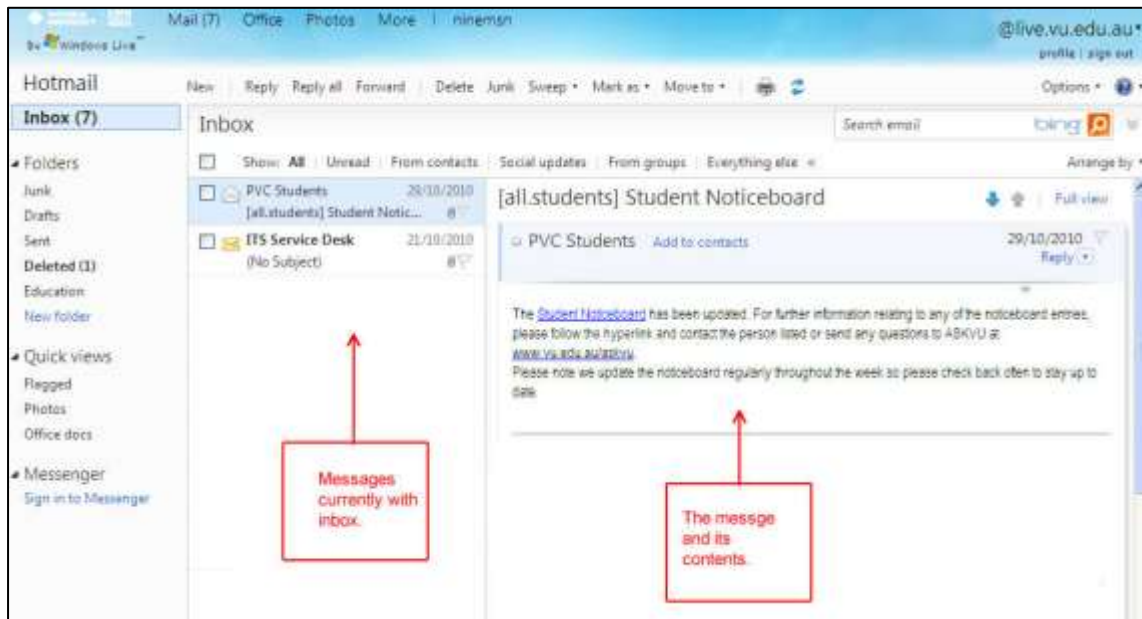 Mail (7) Office Photos More ninemsn
@live.vu.edu.au
by Windows Live™
profile | sign out
Hotmail
New Reply Reply all Forward Delete Junk Sweep Mark as Move to
Options
Inbox (7)
Inbox
Search email
bing
Folders
Show: All Unread From contacts Social updates From groups Everything else
Arrange by
Junk
Drafts
Sent
Deleted (1)
Education
New folder
Quick views
Flagged
Photos
Office docs
Messenger
Sign in to Messenger
PVC Students 29/10/2010
[all.students] Student Notic...
ITS Service Desk 21/10/2010
(No Subject)
[all.students] Student Noticeboard
Full view
PVC Students Add to contacts
29/10/2010
Reply
The Student Noticeboard has been updated. For further information relating to any of the noticeboard entries,
please follow the hyperlink and contact the person listed or send any questions to ASKVU at
www.vu.edu.au/askvu.
Please note we update the noticeboard regularly throughout the week so please check back often to stay up to
date.
Messages
currently with
inbox.
The messge
and its
contents.